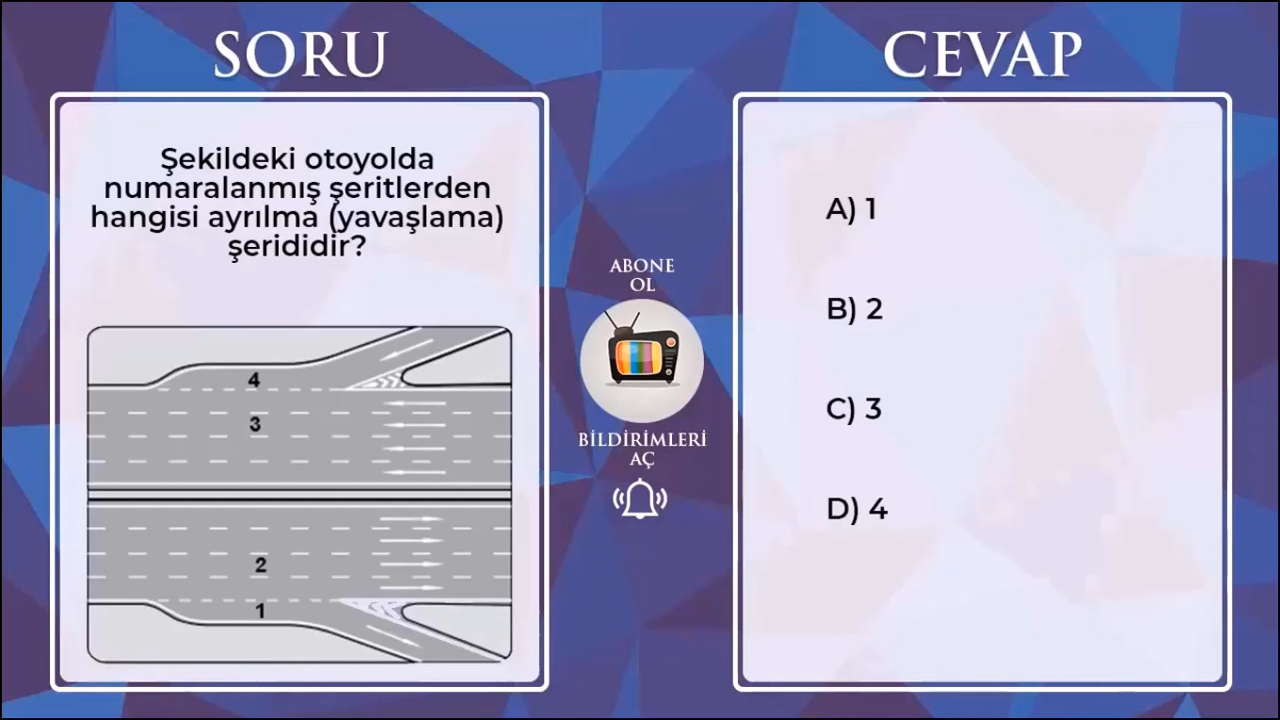 SORU
Şekildeki otoyolda
numaralanmış şeritlerden
hangisi ayrılma (yavaşlama)
şerididir?
4
3
2
1
ABONE
OL
BİLDİRİMLERİ
AÇ
CEVAP
A) 1
B) 2
C) 3
D) 4